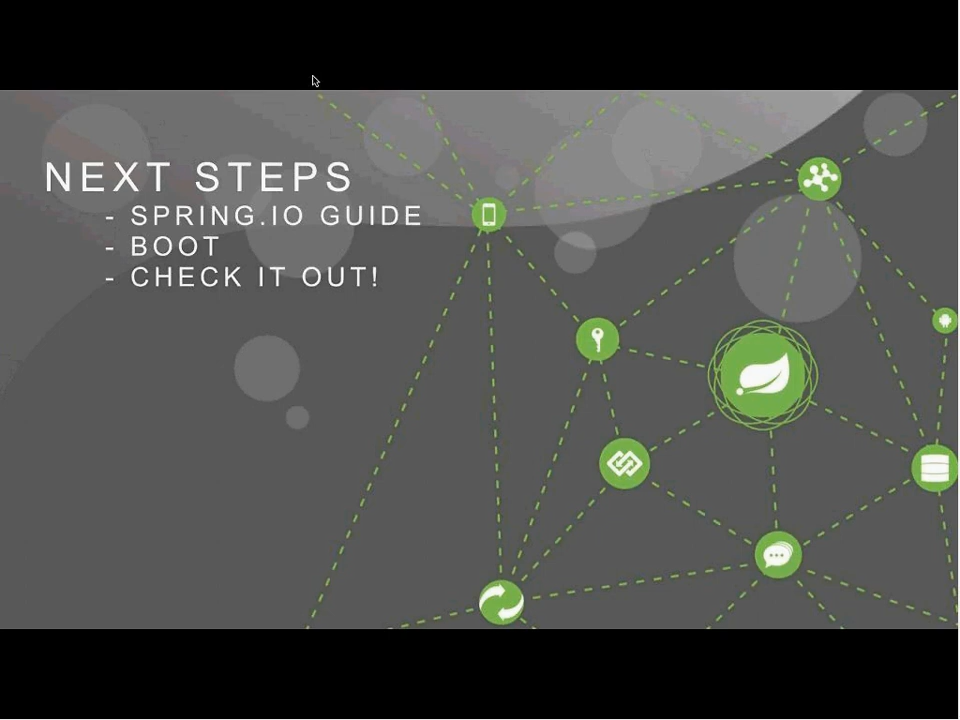 NEXT STEPS
- SPRING.IO GUIDE
- BOOT
- CHECK IT OUT!